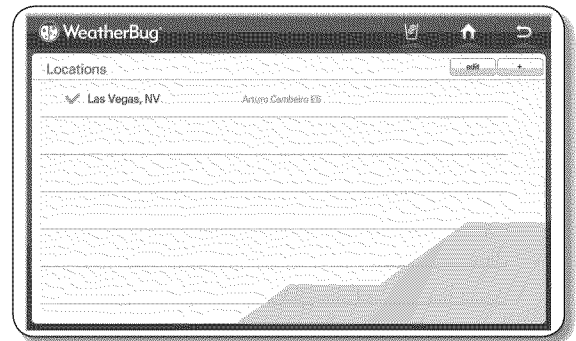 WeatherBug
Locations
edit +
Las Vegas, NV Arturo Cambeiro ES